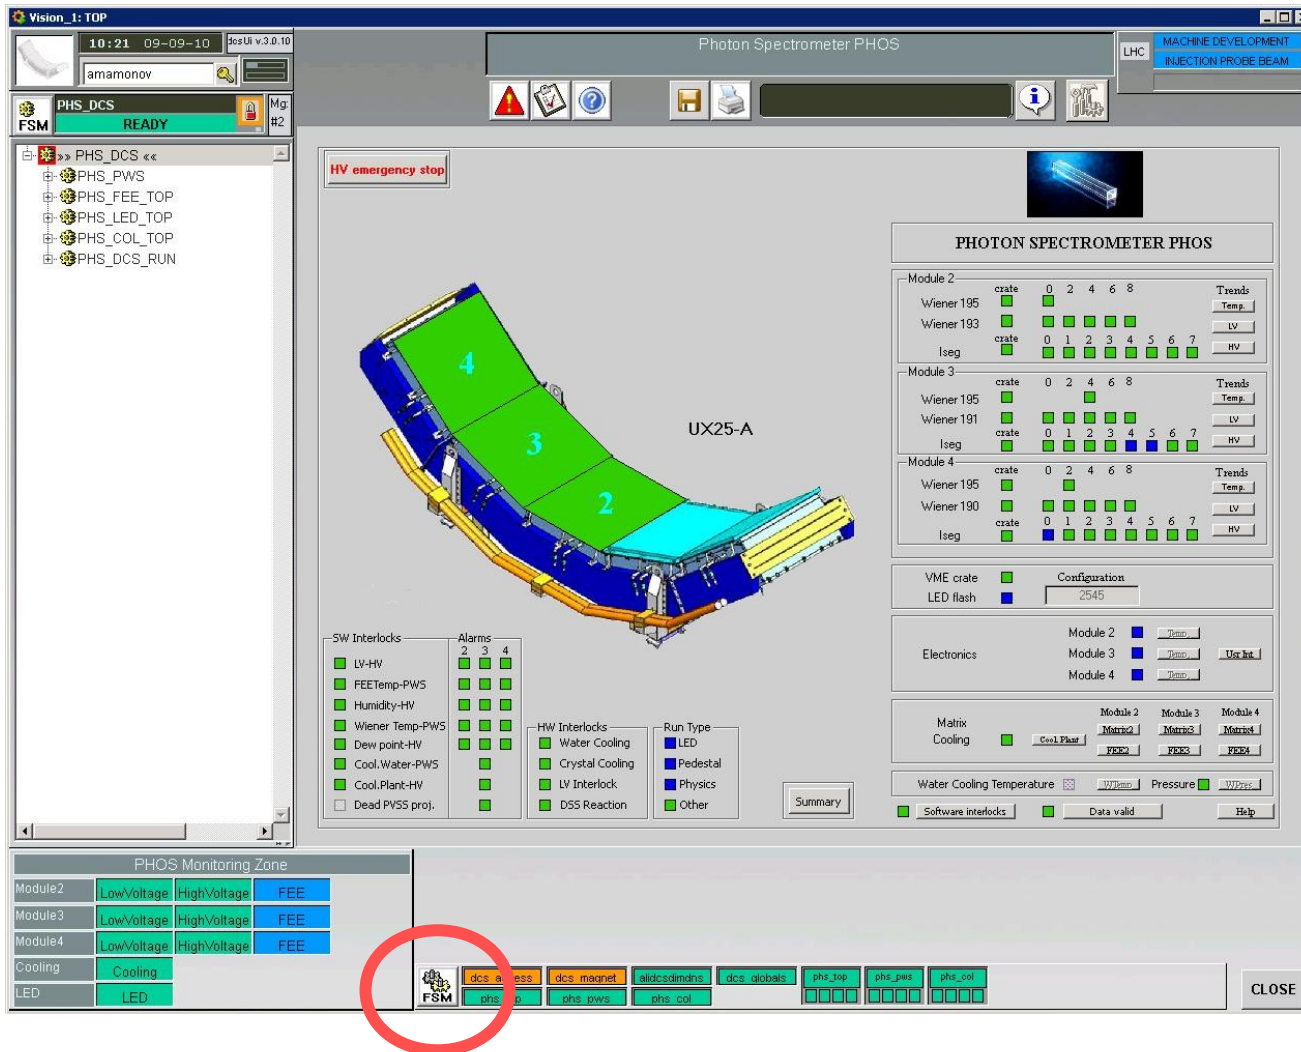 Vision_1: TOP
10:21 09-09-10
dcsUi v.3.0.10
amamonov
FSM
PHS_DCS
READY
Mg:
#2
Photon Spectrometer PHOS
LHC
MACHINE DEVELOPMENT
INJECTION PROBE BEAM
»» PHS_DCS ««
PHS_PWS
PHS_FEE_TOP
PHS_LED_TOP
PHS_COL_TOP
PHS_DCS_RUN
HV emergency stop
4
3
2
UX25-A
PHOTON SPECTROMETER PHOS
Module 2
crate 0 2 4 6 8 Trends
Wiener 195 Temp.
Wiener 193 LV
crate 0 1 2 3 4 5 6 7
Iseg HV
Module 3
crate 0 2 4 6 8 Trends
Wiener 195 Temp.
Wiener 191 LV
crate 0 1 2 3 4 5 6 7
Iseg HV
Module 4
crate 0 2 4 6 8 Trends
Wiener 195 Temp.
Wiener 190 LV
crate 0 1 2 3 4 5 6 7
Iseg HV
VME crate Configuration
LED flash 2545
Electronics
Module 2 Temp
Module 3 Temp Usr Int
Module 4 Temp
Matrix
Cooling
Cool Plant
Module 2 Module 3 Module 4
Matrix2 Matrix3 Matrix4
FEE2 FEE3 FEE4
Water Cooling Temperature WTemp Pressure WPres
Software interlocks Data valid Help
SW Interlocks Alarms
2 3 4
LV-HV
FEETemp-PWS
Humidity-HV
Wiener Temp-PWS
Dew point-HV
Cool.Water-PWS
Cool.Plant-HV
Dead PVSS proj.
HW Interlocks
Water Cooling
Crystal Cooling
LV Interlock
DSS Reaction
Run Type
LED
Pedestal
Physics
Other
Summary
PHOS Monitoring Zone
Module2 LowVoltage HighVoltage FEE
Module3 LowVoltage HighVoltage FEE
Module4 LowVoltage HighVoltage FEE
Cooling Cooling
LED LED
FSM
dcs_access dcs_magnet alidcsdimdns dcs_globals phs_top phs_pws phs_col
phs_top phs_pws phs_col
CLOSE